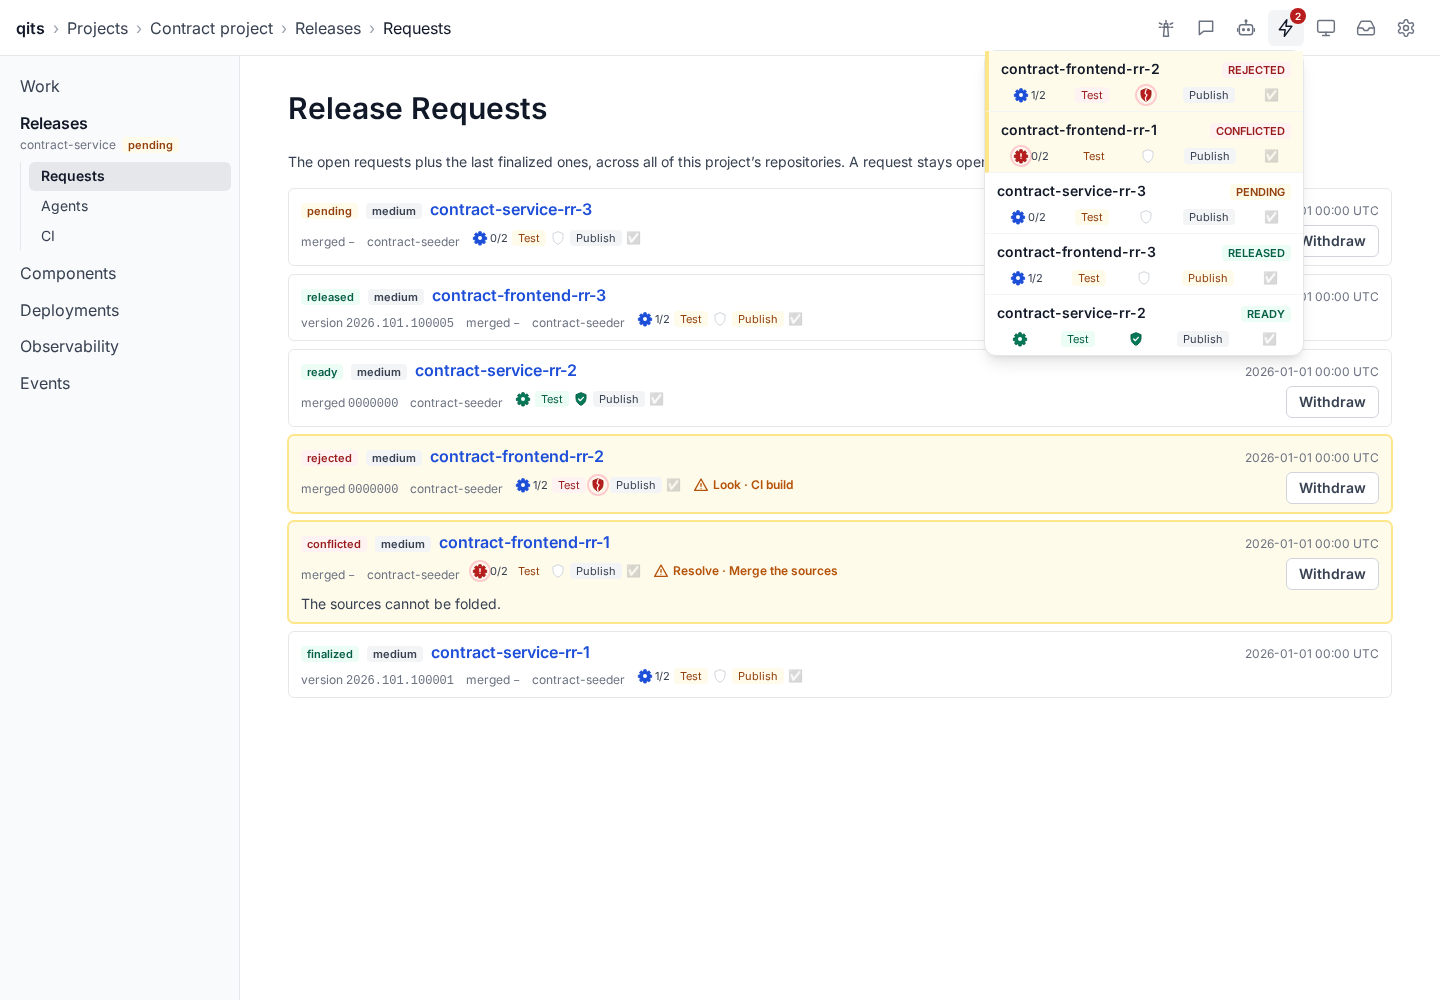 qits › Projects › Contract project › Releases › Requests
2
Work
Releases
contract-service pending
Requests
Agents
CI
Components
Deployments
Observability
Events
Release Requests
The open requests plus the last finalized ones, across all of this project's repositories. A request stays oper
pending medium contract-service-rr-3
01 00:00 UTC
merged – contract-seeder 0/2 Test Publish
Withdraw
released medium contract-frontend-rr-3
01 00:00 UTC
version 2026.101.100005 merged – contract-seeder 1/2 Test Publish
ready medium contract-service-rr-2
2026-01-01 00:00 UTC
merged 0000000 contract-seeder Test Publish
Withdraw
rejected medium contract-frontend-rr-2
2026-01-01 00:00 UTC
merged 0000000 contract-seeder 1/2 Test Publish Look · CI build
Withdraw
conflicted medium contract-frontend-rr-1
2026-01-01 00:00 UTC
merged – contract-seeder 0/2 Test Publish Resolve · Merge the sources
Withdraw
The sources cannot be folded.
finalized medium contract-service-rr-1
2026-01-01 00:00 UTC
version 2026.101.100001 merged – contract-seeder 1/2 Test Publish
contract-frontend-rr-2 REJECTED
1/2 Test Publish
contract-frontend-rr-1 CONFLICTED
0/2 Test Publish
contract-service-rr-3 PENDING
0/2 Test Publish
contract-frontend-rr-3 RELEASED
1/2 Test Publish
contract-service-rr-2 READY
Test Publish